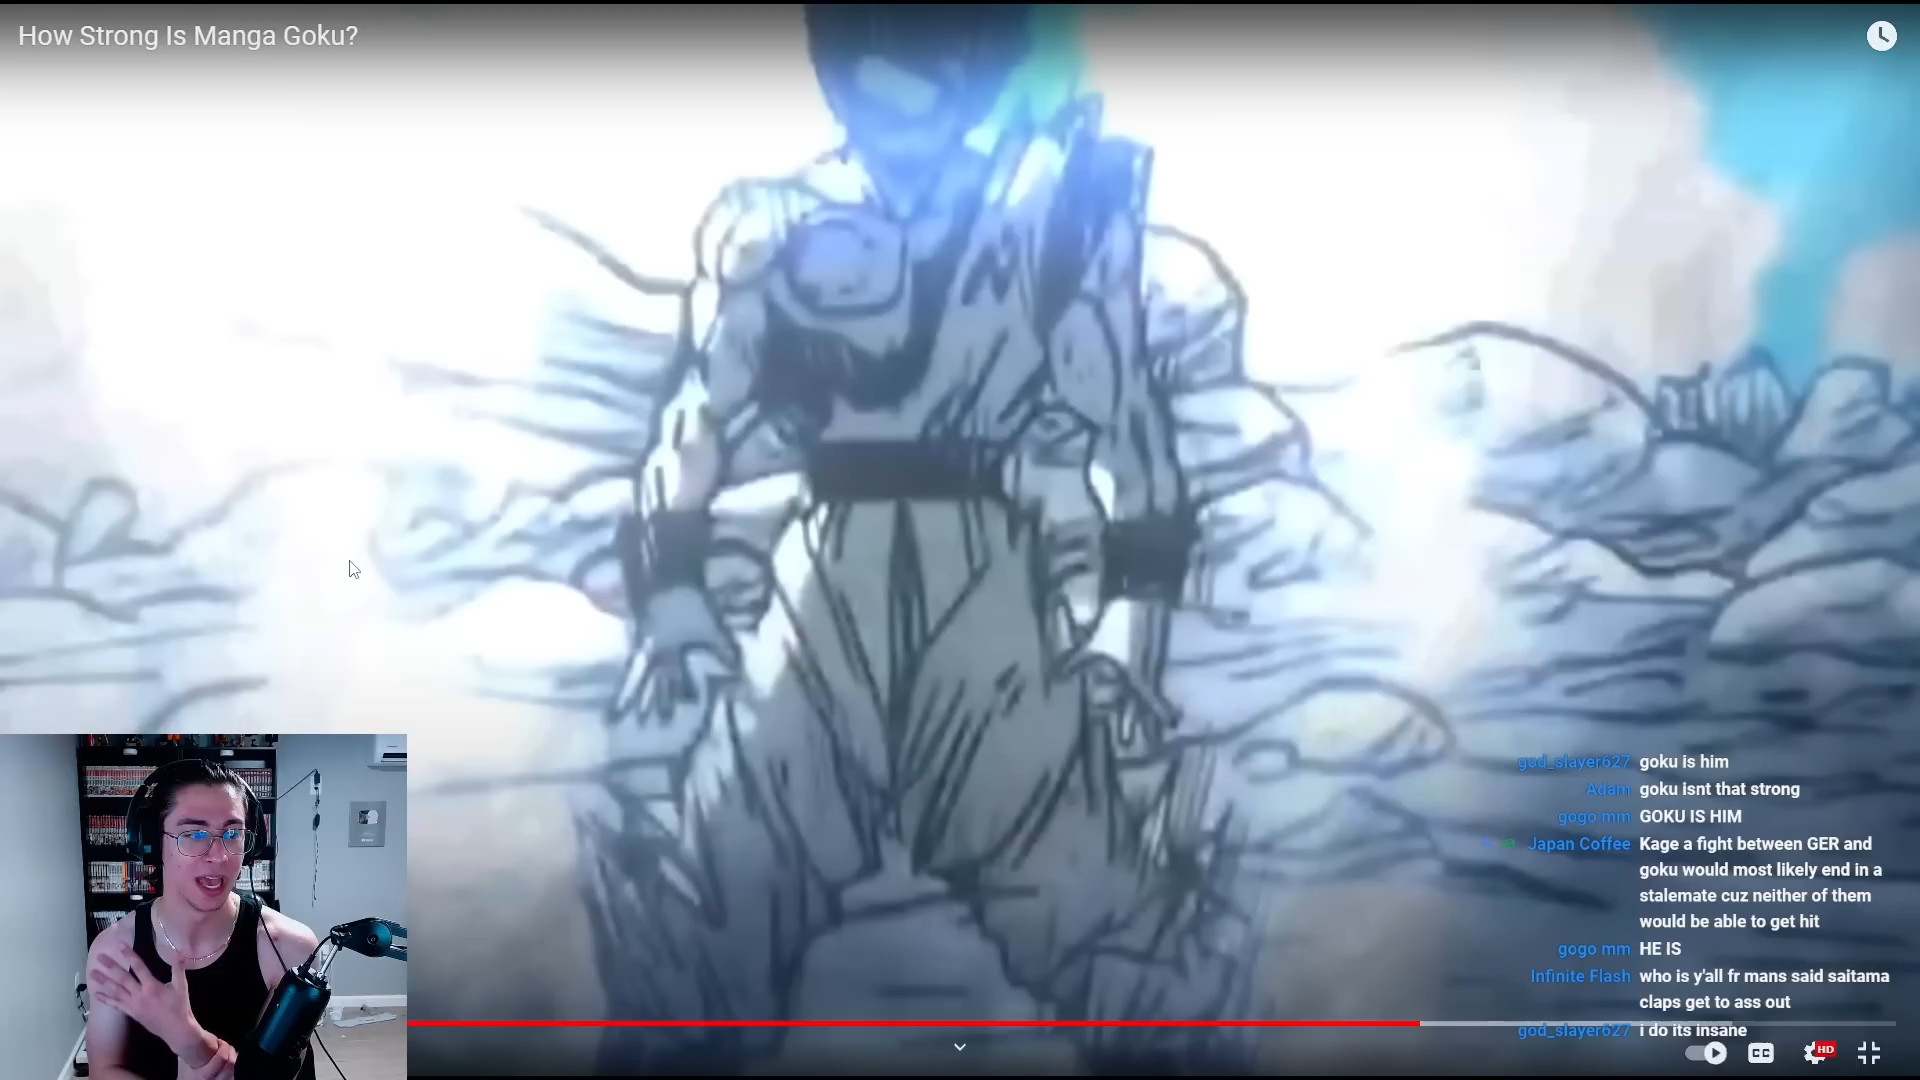 How Strong Is Manga Goku?
god_slayer627 goku is him
Adam goku isnt that strong
gogo mm GOKU IS HIM
Japan Coffee Kage a fight between GER and
goku would most likely end in a
stalemate cuz neither of them
would be able to get hit
gogo mm HE IS
Infinite Flash who is y'all fr mans said saitama
claps get to ass out
god_slayer627 i do its insane
CC
HD